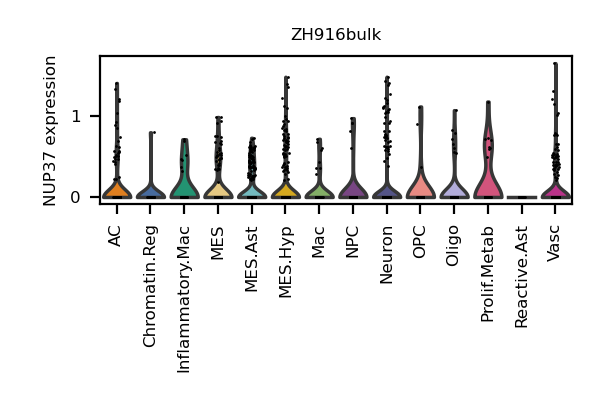 ZH916bulk
NUP37 expression
1
0
AC
Chromatin.Reg
Inflammatory.Mac
MES
MES.Ast
MES.Hyp
Mac
NPC
Neuron
OPC
Oligo
Prolif.Metab
Reactive.Ast
Vasc